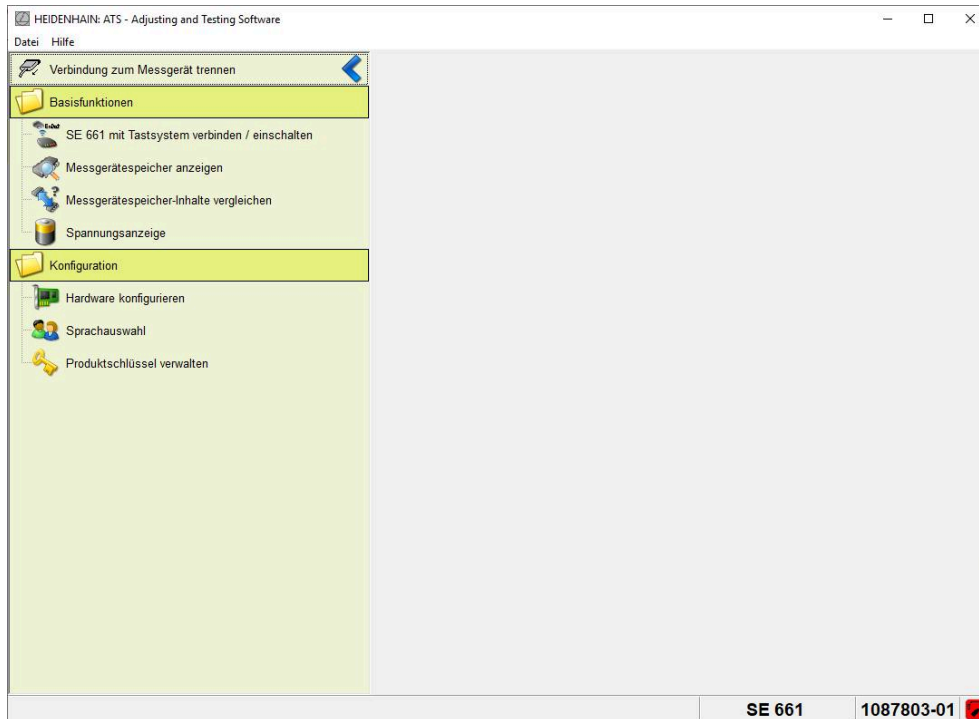 HEIDENHAIN: ATS - Adjusting and Testing Software
Datei Hilfe
Verbindung zum Messgerät trennen
Basisfunktionen
SE 661 mit Tastsystem verbinden / einschalten
Messgerätespeicher anzeigen
Messgerätespeicher-Inhalte vergleichen
Spannungsanzeige
Konfiguration
Hardware konfigurieren
Sprachauswahl
Produktschlüssel verwalten
SE 661 1087803-01